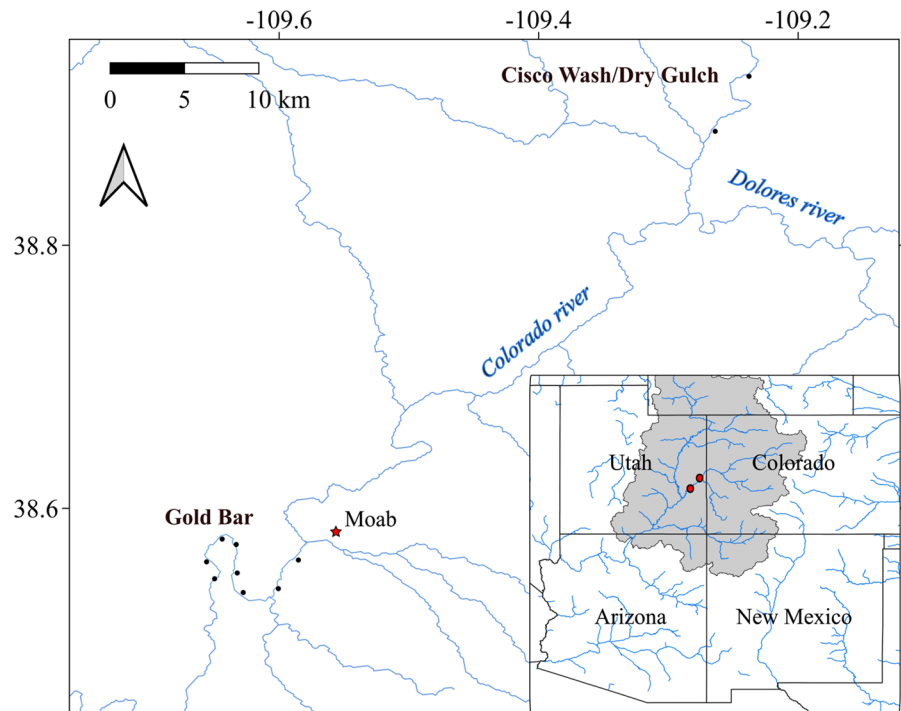 -109.6
-109.4
-109.2
Cisco Wash/Dry Gulch
0
5
10 km
Dolores river
38.8
Colorado river
38.6
Gold Bar
Moab
Utah
Colorado
Arizona
New Mexico